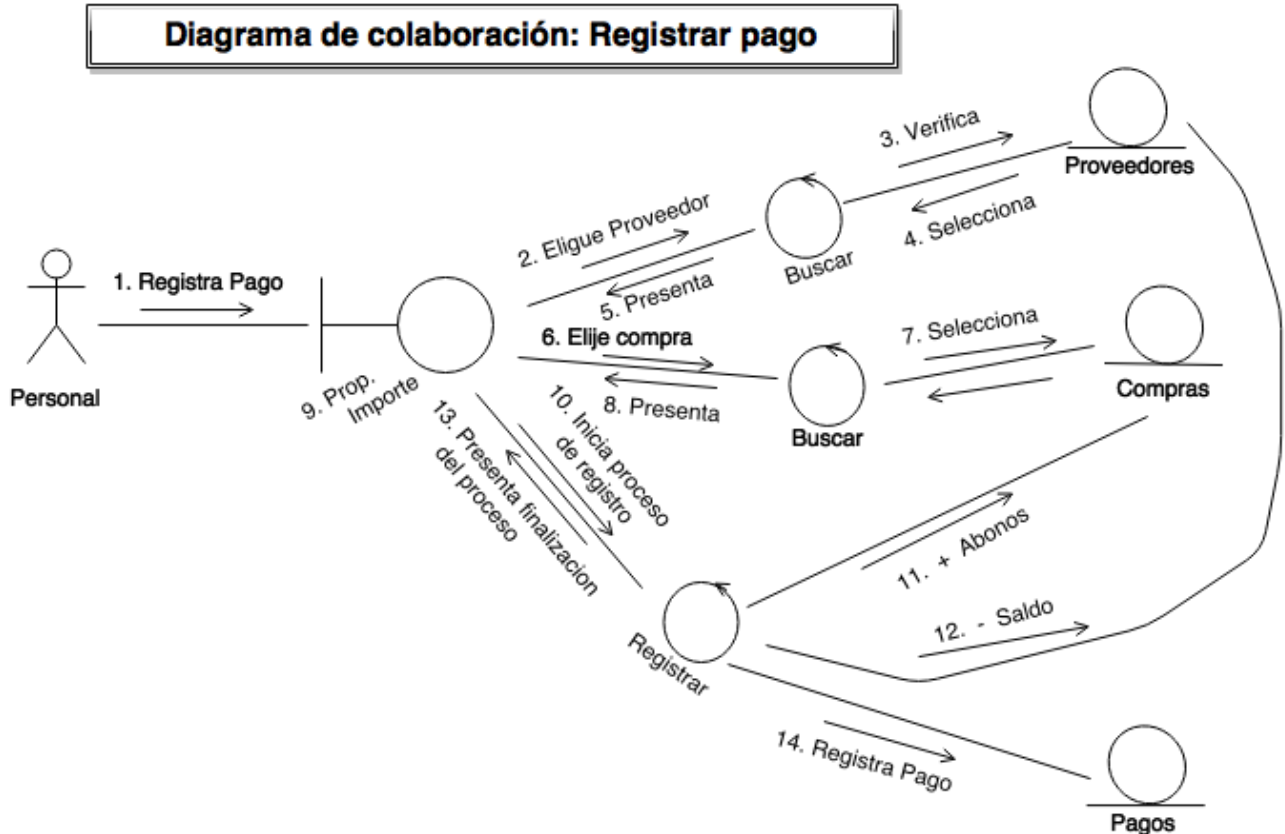 Diagrama de colaboración: Registrar pago
3. Verifica
Proveedores
2. Eligue Proveedor
4. Selecciona
Buscar
1. Registra Pago
5. Presenta
6. Elije compra
7. Selecciona
Personal
9. Prop.
Importe
8. Presenta
Compras
Buscar
10. Inicia proceso
de registro
13. Presenta finalizacion
del proceso
11. + Abonos
12. - Saldo
Registrar
14. Registra Pago
Pagos